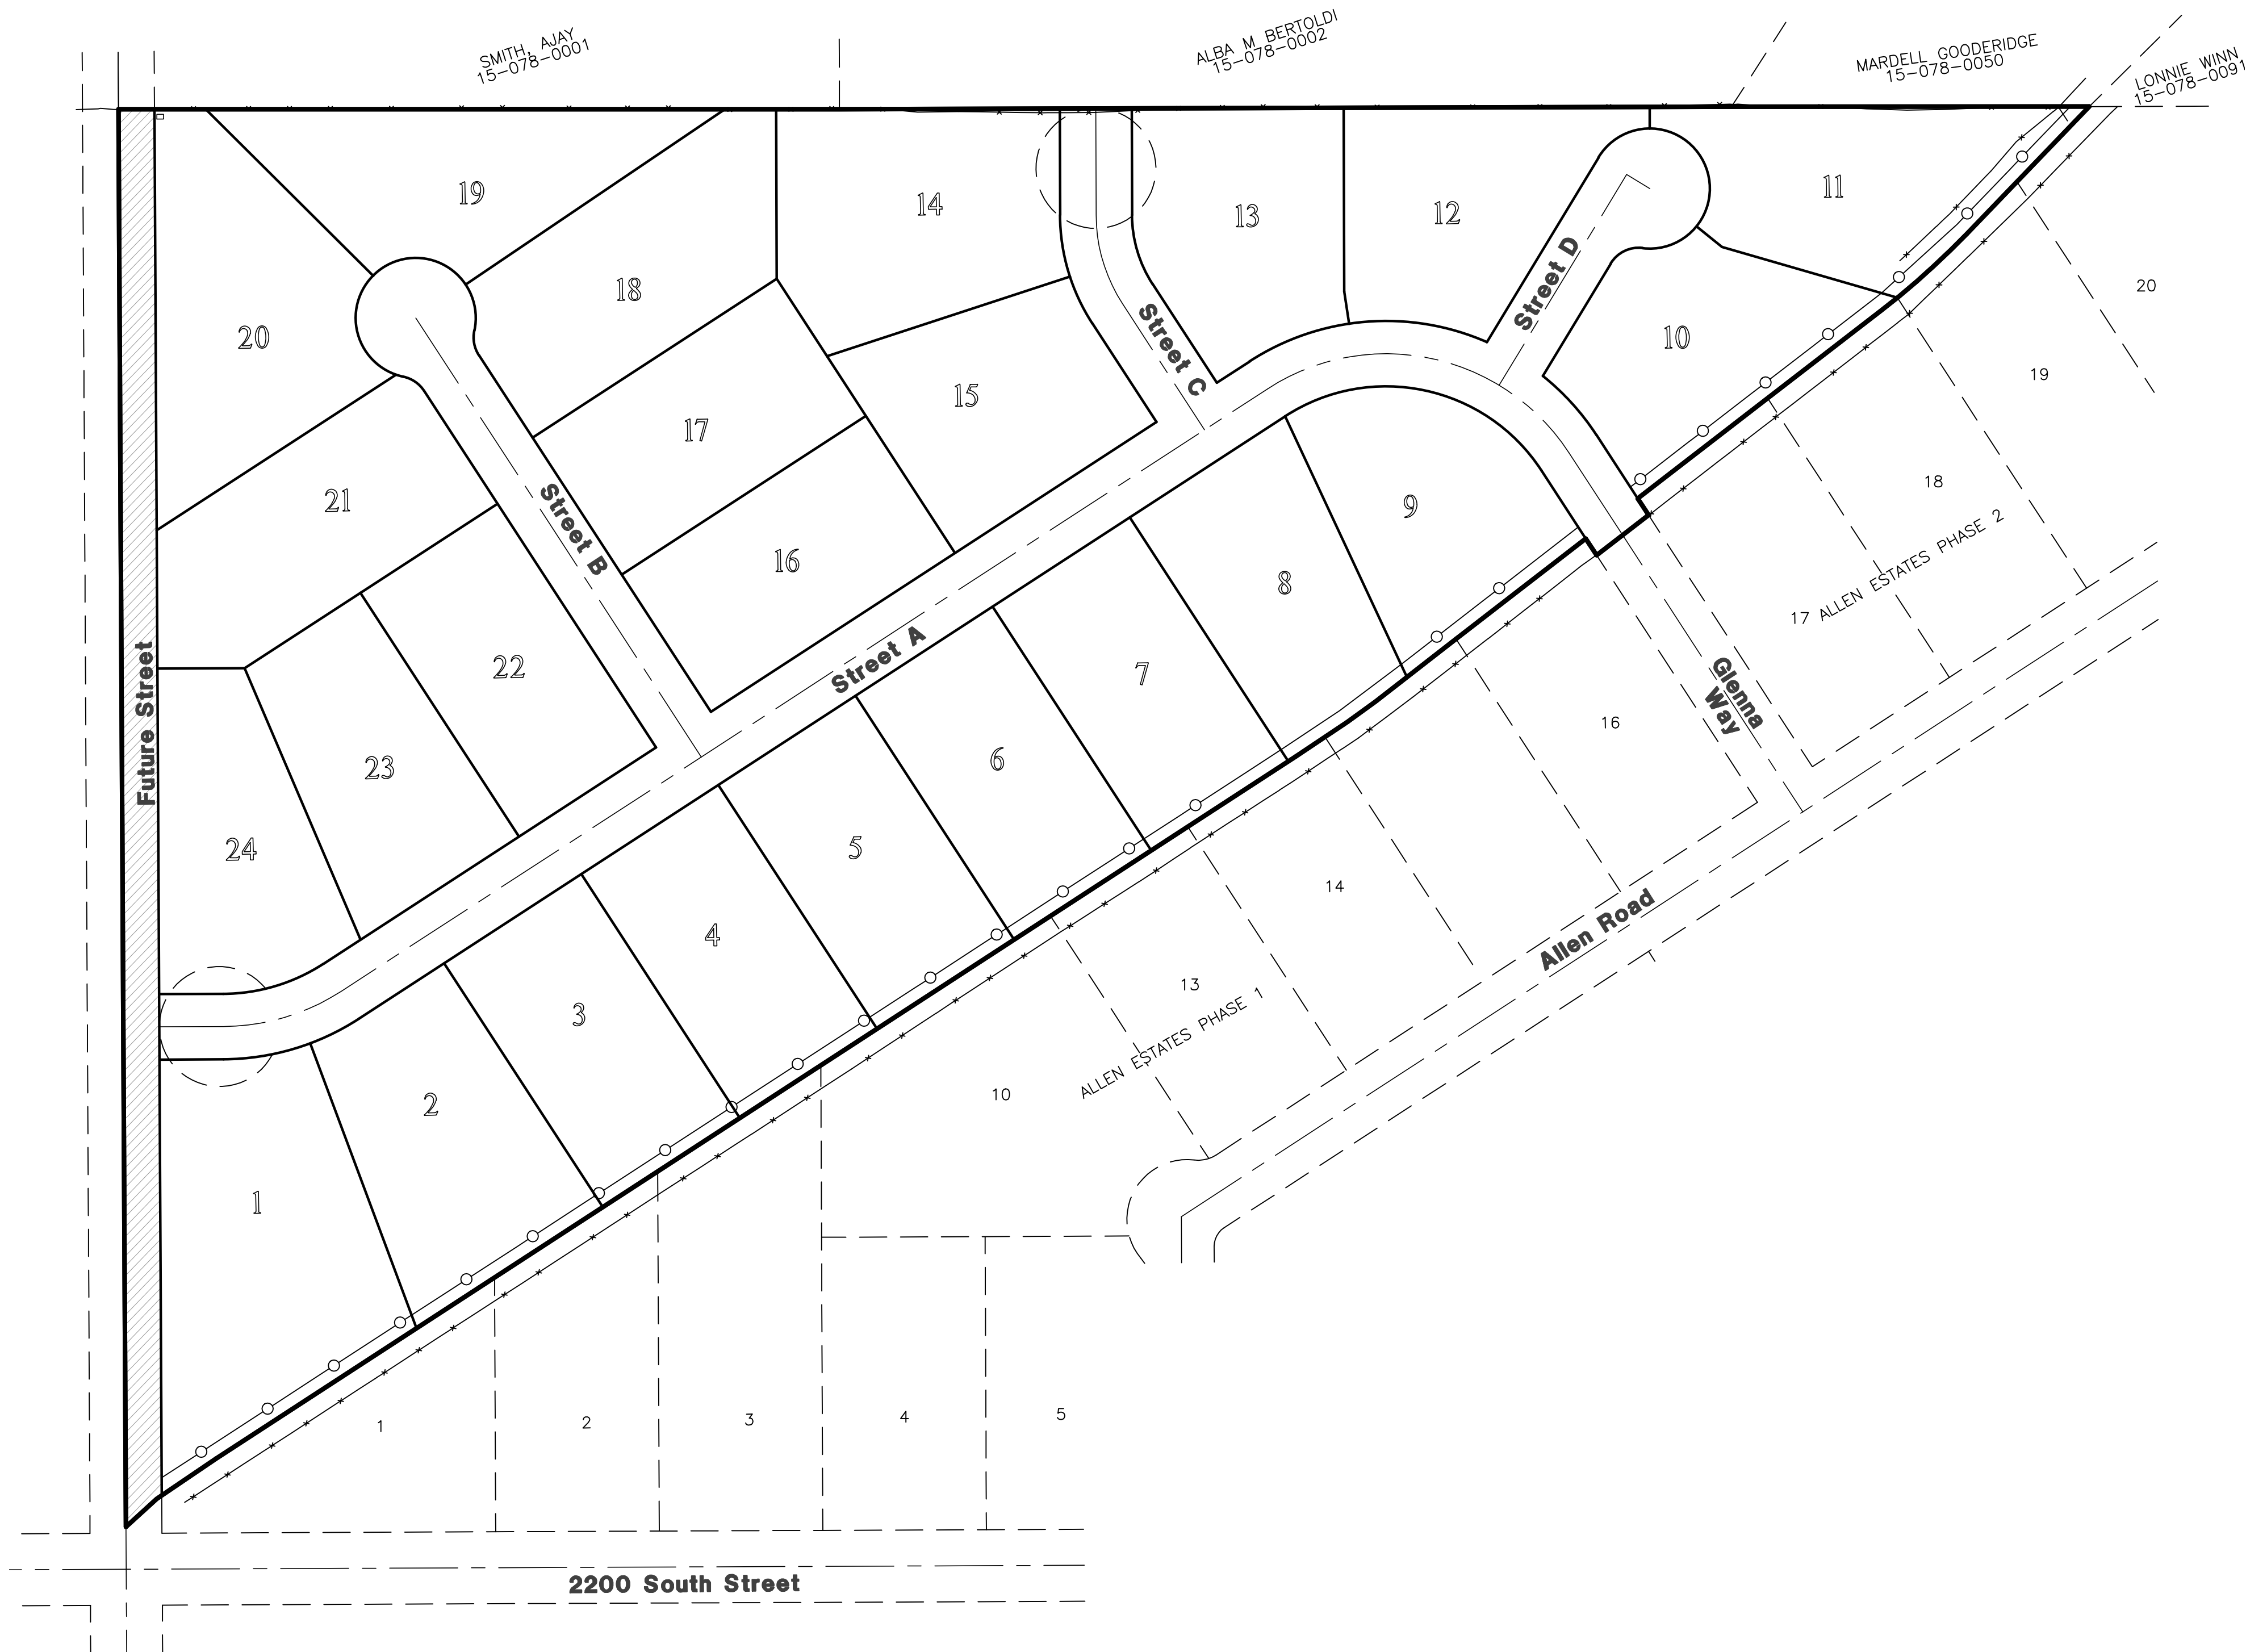 SMITH, AJAY
15-078-0001
ALBA M BERTOLDI
15-078-0002
MARDELL GOODERIDGE
15-078-0050
LONNIE WINN
15-078-0091
19
14
13
12
11
18
20
10
15
17
21
16
9
8
22
7
23
6
24
5
4
3
2
1
Street D
Street C
Street B
Street A
Future Street
20
19
18
17
ALLEN ESTATES PHASE 2
16
Glenna
Way
14
Allen Road
13
ALLEN ESTATES PHASE 1
10
1
2
3
4
5
2200 South Street